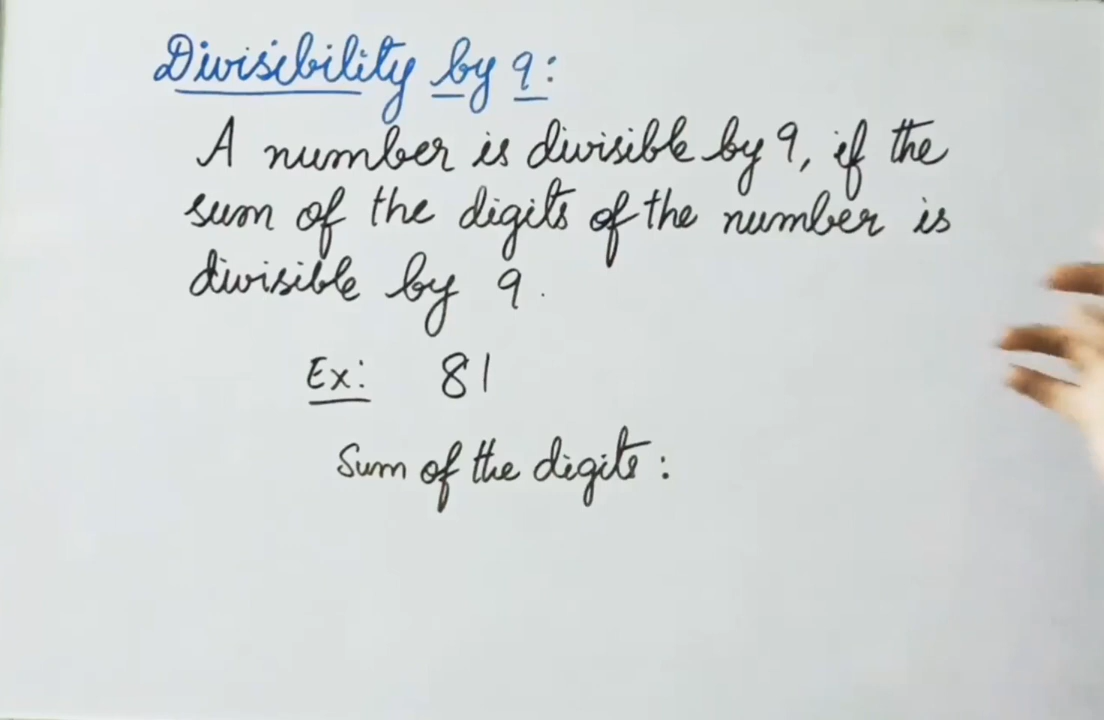 Divisibility by 9:
A number is divisible by 9, if the
sum of the digits of the number is
divisible by 9.
Ex: 81
Sum of the digits: